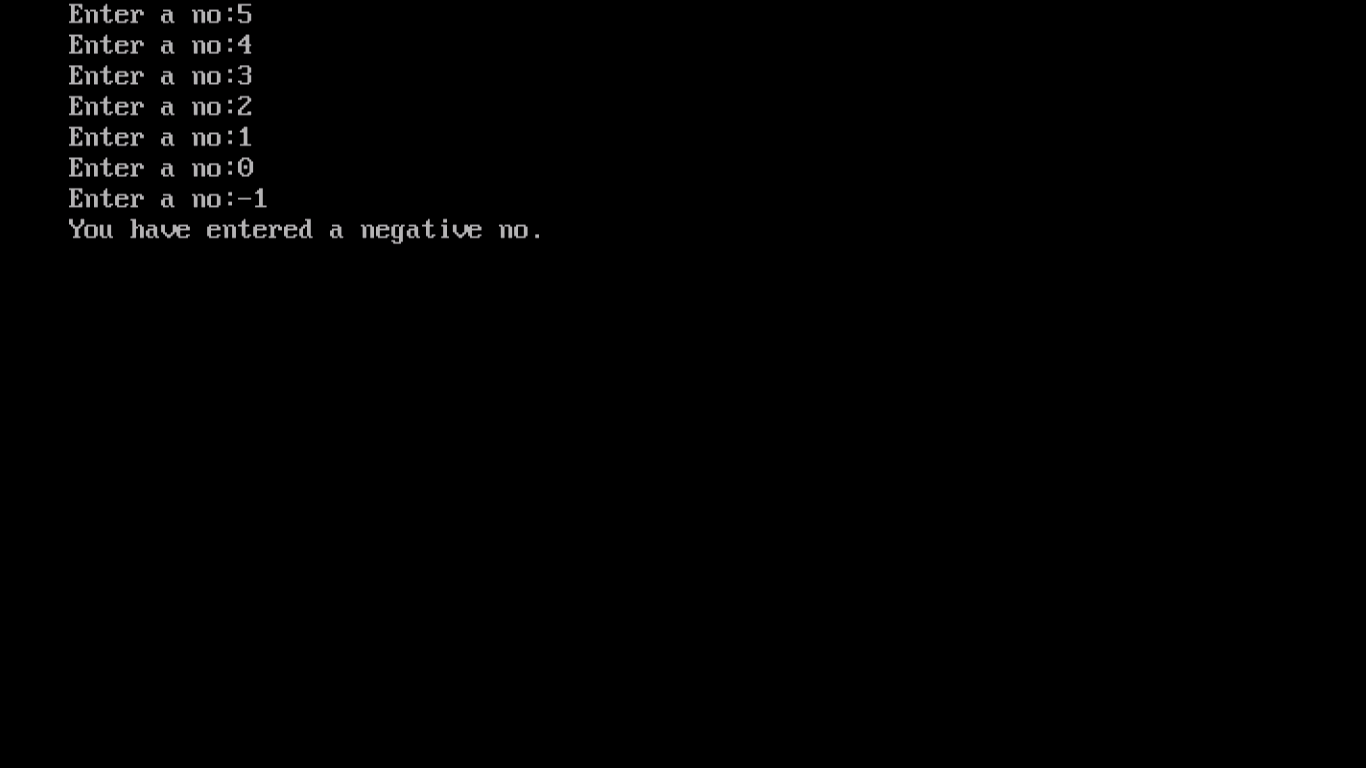 Enter a no:5
Enter a no:4
Enter a no:3
Enter a no:2
Enter a no:1
Enter a no:0
Enter a no:-1
You have entered a negative no.